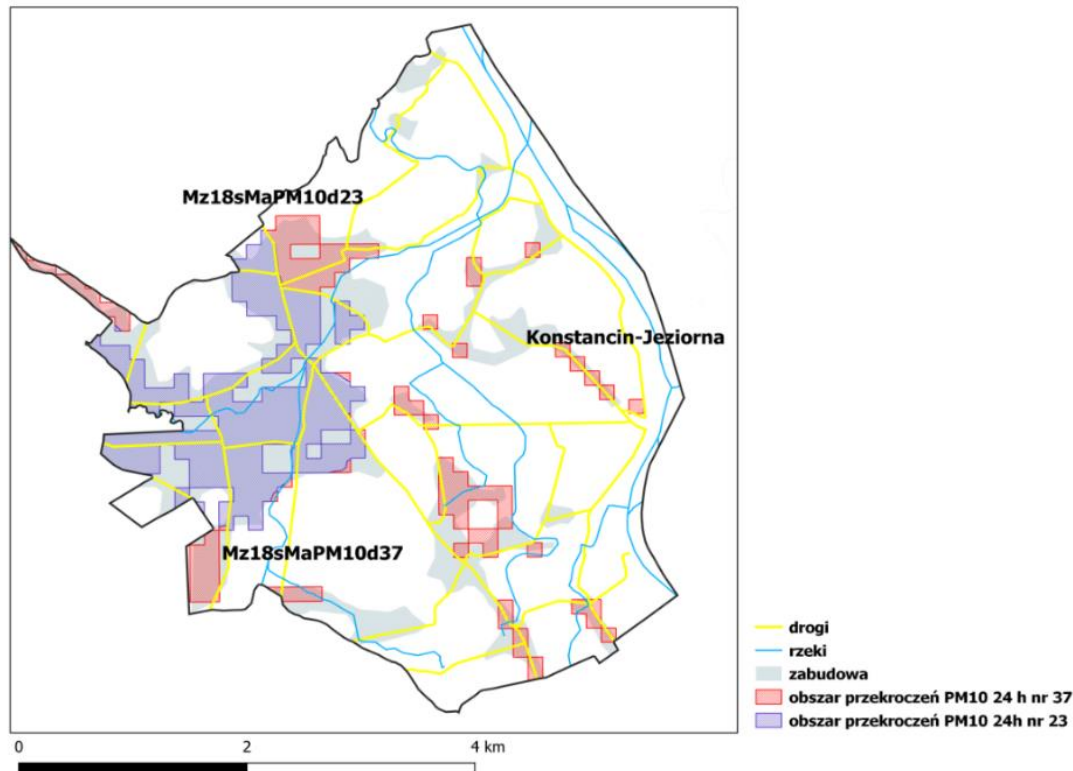 Mz18sMaPM10d23
Konstancin-Jeziorna
Mz18sMaPM10d37
drogi
rzeki
zabudowa
obszar przekroczeń PM10 24 h nr 37
obszar przekroczeń PM10 24h nr 23
0 2 4 km